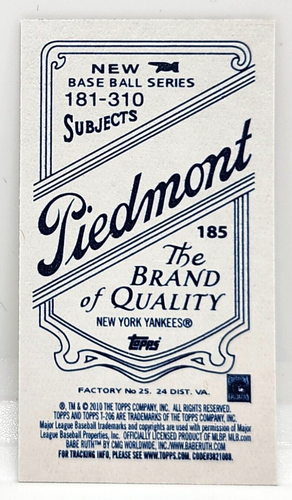 NEW
BASE BALL SERIES
181-310
SUBJECTS
Piedmont
185
The
BRAND
of QUALITY
NEW YORK YANKEES®
topps
FACTORY No 25. 24 DIST. VA.
®, TM & © 2010 THE TOPPS COMPANY, INC. ALL RIGHTS RESERVED.
TOPPS AND TOPPS T-206 ARE TRADEMARKS OF THE TOPPS COMPANY, INC.
Major League Baseball trademarks and copyrights are used with permission of Major
League Baseball Properties, Inc. OFFICIALLY LICENSED PRODUCT OF MLBP. MLB.com
BABE RUTH™ BY CMG WORLDWIDE, INC./WWW.BABERUTH.COM
FOR TRACKING INFO, PLEASE SEE WWW.TOPPS.COM.